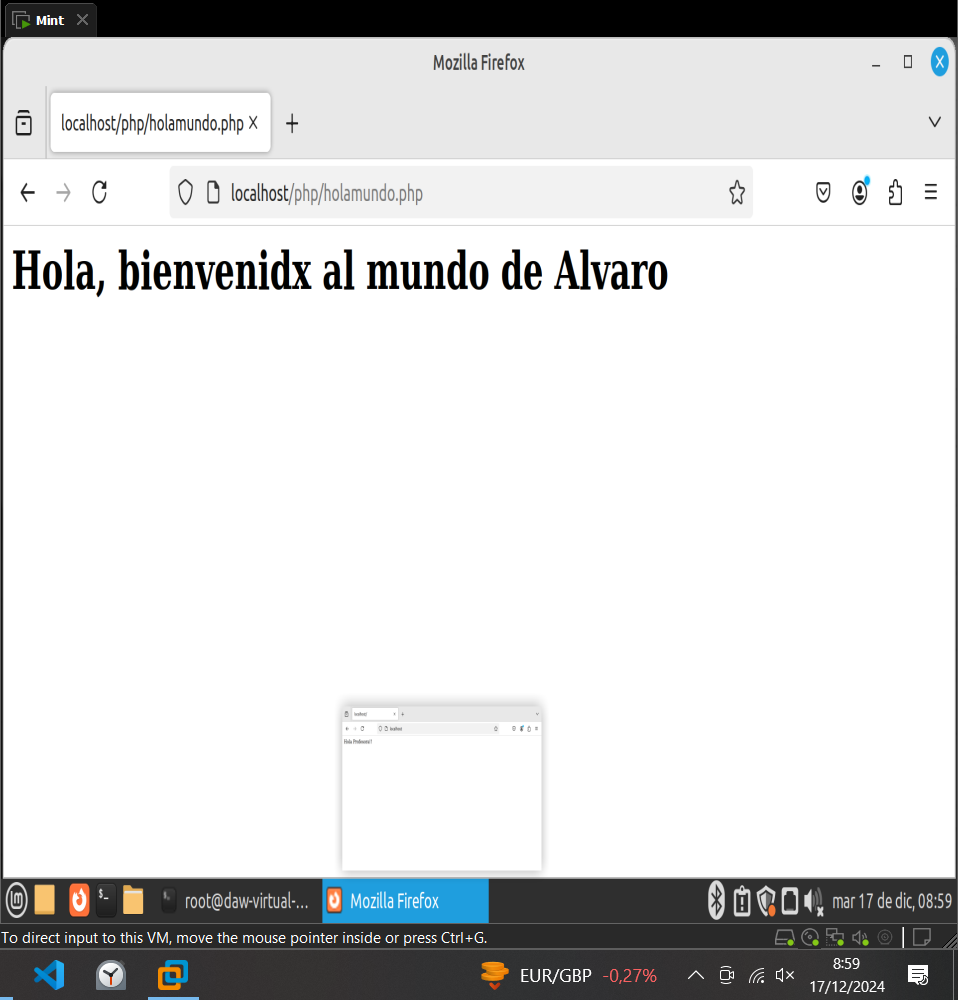 Mint
Mozilla Firefox
localhost/php/holamundo.php
localhost/php/holamundo.php
Hola, bienvenidx al mundo de Alvaro
localhost/
localhost
root@daw-virtual-...
Mozilla Firefox
mar 17 de dic, 08:59
To direct input to this VM, move the mouse pointer inside or press Ctrl+G.
EUR/GBP -0,27%
8:59
17/12/2024